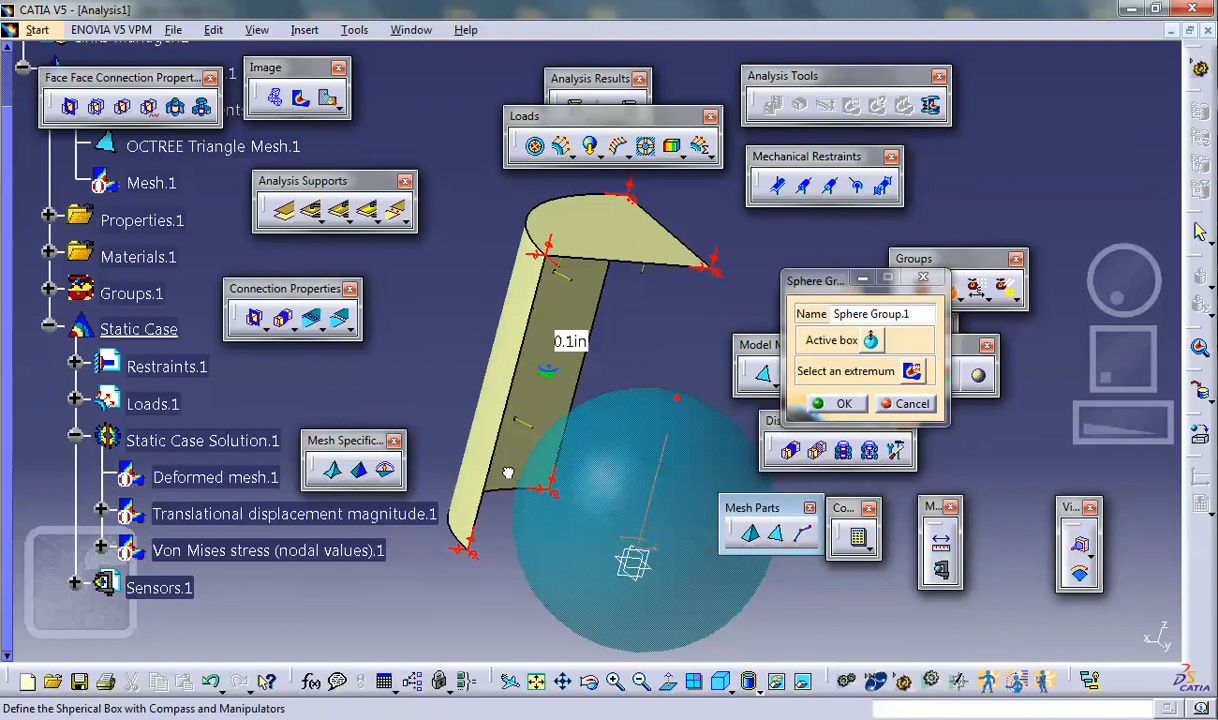 CATIA V5 - [Analysis1]
Start ENOVIA V5 VPM File Edit View Insert Tools Window Help
Face Face Connection Propert...
Image
Analysis Results
Analysis Tools
Loads
OCTREE Triangle Mesh.1
Mesh.1
Analysis Supports
Mechanical Restraints
Properties.1
Materials.1
Groups
Groups.1
Connection Properties
Sphere Gr...
Name Sphere Group.1
Static Case
Active box
0.1in
Restraints.1
Select an extremum
Loads.1
OK Cancel
Static Case Solution.1
Mesh Specific...
Deformed mesh.1
Translational displacement magnitude.1
Mesh Parts
Co...
M...
Vi...
Von Mises stress (nodal values).1
Sensors.1
z
x
y
CATIA
Define the Shperical Box with Compass and Manipulators